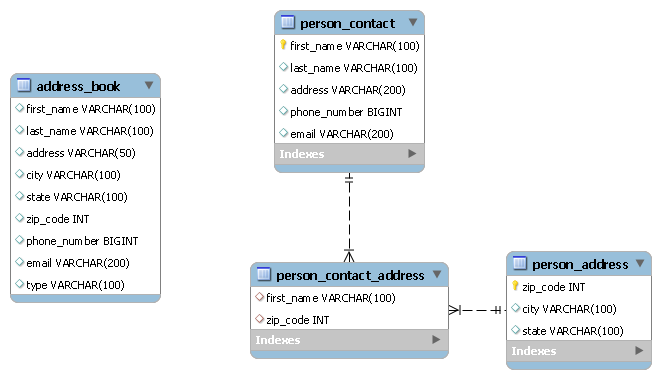 person_contact
first_name VARCHAR(100)
last_name VARCHAR(100)
address VARCHAR(200)
phone_number BIGINT
email VARCHAR(200)
Indexes
address_book
first_name VARCHAR(100)
last_name VARCHAR(100)
address VARCHAR(50)
city VARCHAR(100)
state VARCHAR(100)
zip_code INT
phone_number BIGINT
email VARCHAR(200)
type VARCHAR(100)
person_contact_address
first_name VARCHAR(100)
zip_code INT
Indexes
person_address
zip_code INT
city VARCHAR(100)
state VARCHAR(100)
Indexes